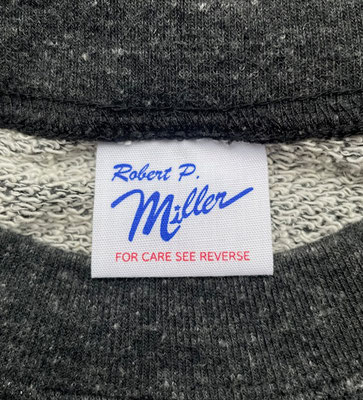 Robert P.
Miller
FOR CARE SEE REVERSE